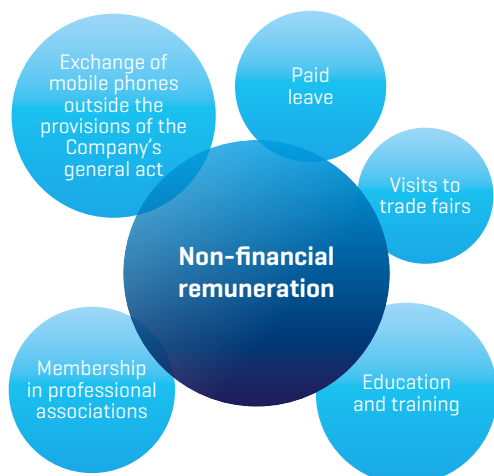 Exchange of
mobile phones
outside the
provisions of the
Company's
general act
Paid
leave
Visits to
trade fairs
Non-financial
remuneration
Membership
in professional
associations
Education
and training